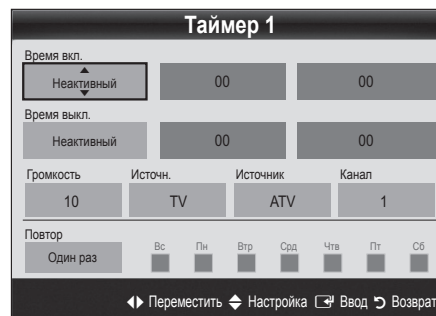 Таймер 1
Время вкл.
Неактивный 00 00
Время выкл.
Неактивный 00 00
Громкость Источн. Источник Канал
10 TV ATV 1
Повтор
Вс Пн Втр Срд Чтв Пт Сб
Один раз
Переместить Настройка Ввод Возврат